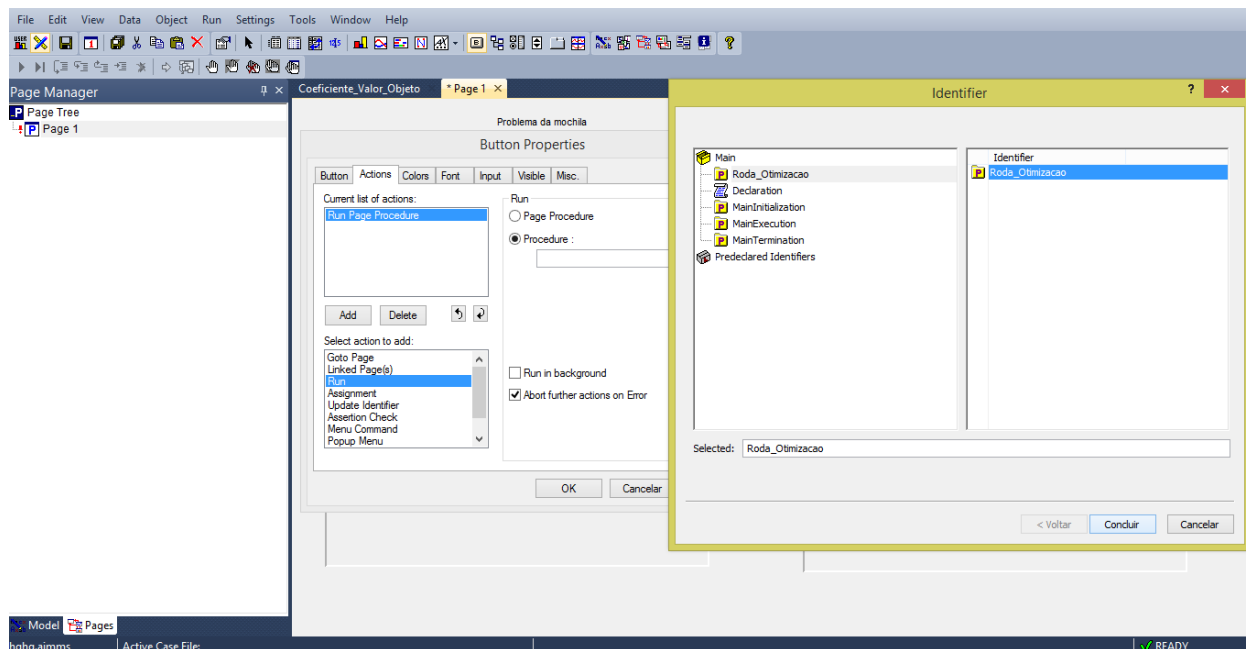 File Edit View Data Object Run Settings Tools Window Help
Page Manager
Page Tree
Page 1
Coeficiente_Valor_Objeto
* Page 1
Problema da mochila
Button Properties
Button Actions Colors Font Input Visible Misc.
Current list of actions:
Run Page Procedure
Add Delete
Select action to add:
Goto Page
Linked Page(s)
Run
Assignment
Update Identifier
Assertion Check
Menu Command
Popup Menu
Run
Page Procedure
Procedure :
Run in background
Abort further actions on Error
OK Cancelar
Identifier
?
Main
Roda_Otimizacao
Declaration
MainInitialization
MainExecution
MainTermination
Predeclared Identifiers
Identifier
Roda_Otimizacao
Selected: Roda_Otimizacao
< Voltar Concluir Cancelar
Model Pages
Active Case File:
READY